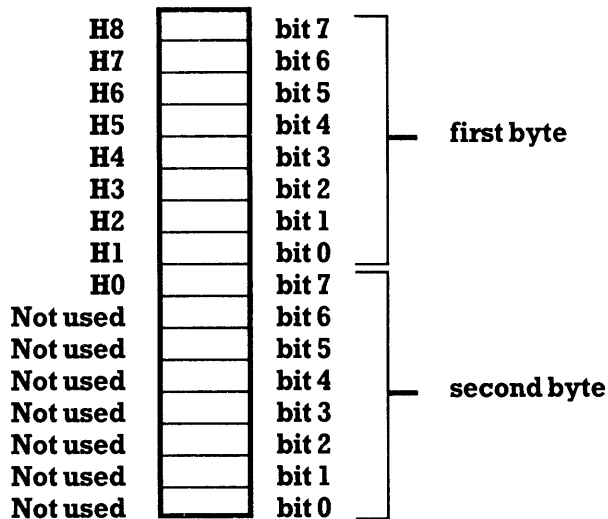 H8 bit 7
H7 bit 6
H6 bit 5
H5 bit 4
first byte
H4 bit 3
H3 bit 2
H2 bit 1
H1 bit 0
H0 bit 7
Not used bit 6
Not used bit 5
Not used bit 4
second byte
Not used bit 3
Not used bit 2
Not used bit 1
Not used bit 0